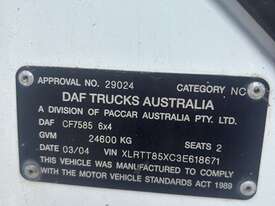 APPROVAL NO. 29024 CATEGORY NC
DAF TRUCKS AUSTRALIA
A DIVISION OF PACCAR AUSTRALIA PTY. LTD.
DAF CF7585 6x4
GVM 24600 KG SEATS 2
DATE 03/04 VIN XLRTT85XC3E618671
THIS VEHICLE WAS MANUFACTURED TO COMPLY
WITH THE MOTOR VEHICLE STANDARDS ACT 1989